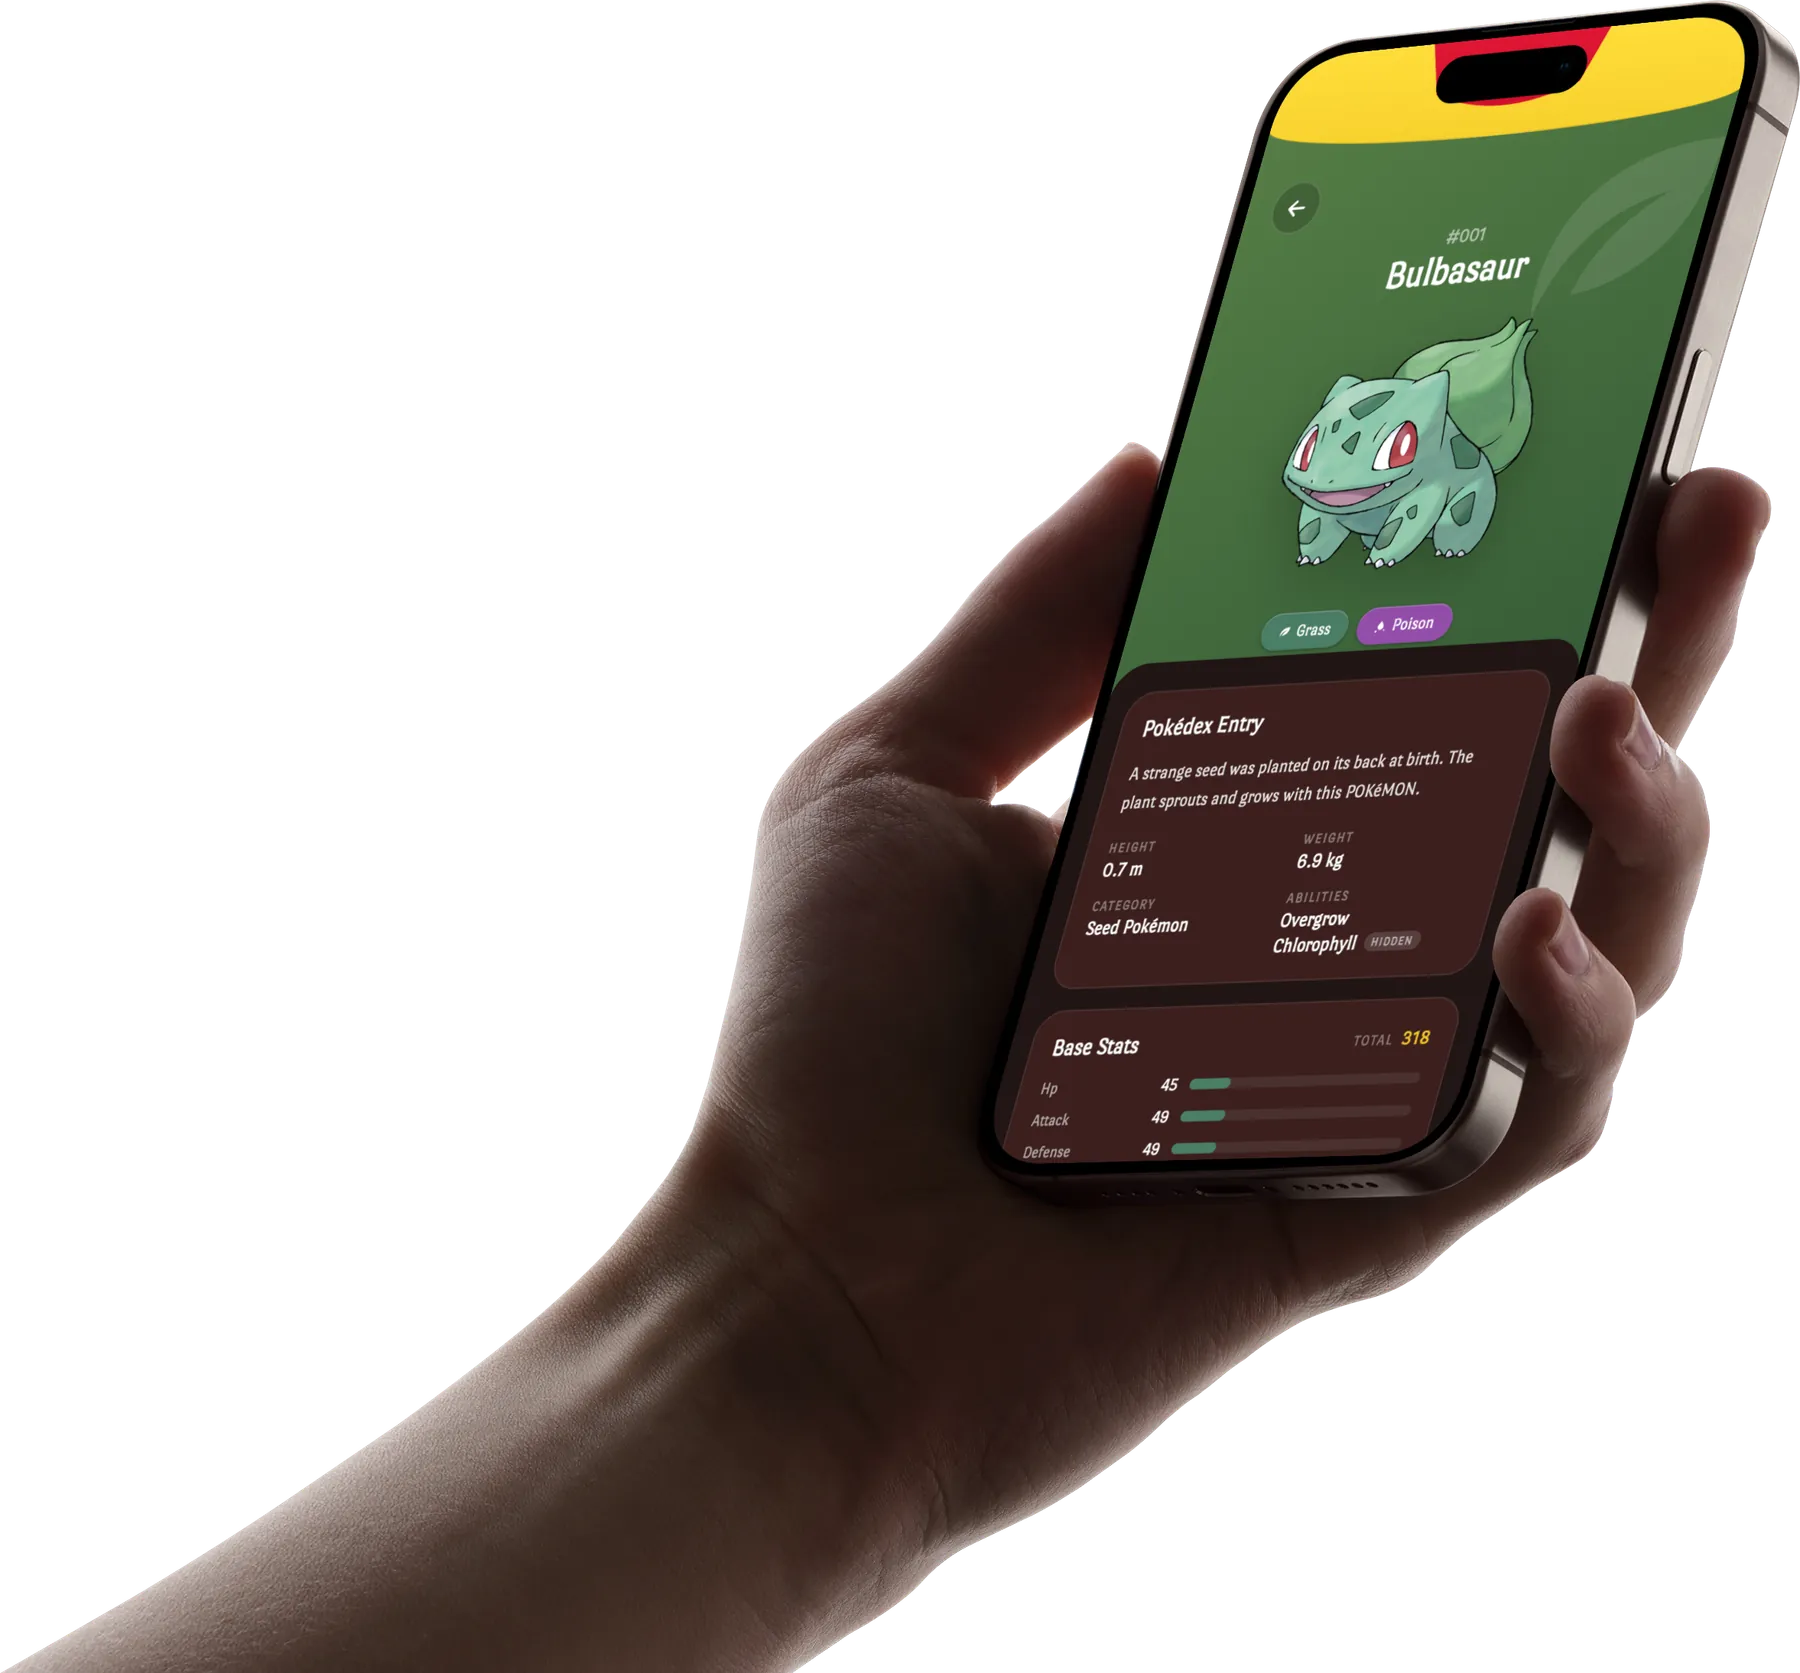 #001
Bulbasaur
Grass Poison
Pokédex Entry
A strange seed was planted on its back at birth. The
plant sprouts and grows with this POKéMON.
HEIGHT WEIGHT
0.7 m 6.9 kg
CATEGORY ABILITIES
Seed Pokémon Overgrow
Chlorophyll HIDDEN
Base Stats TOTAL 318
Hp 45
Attack 49
Defense 49